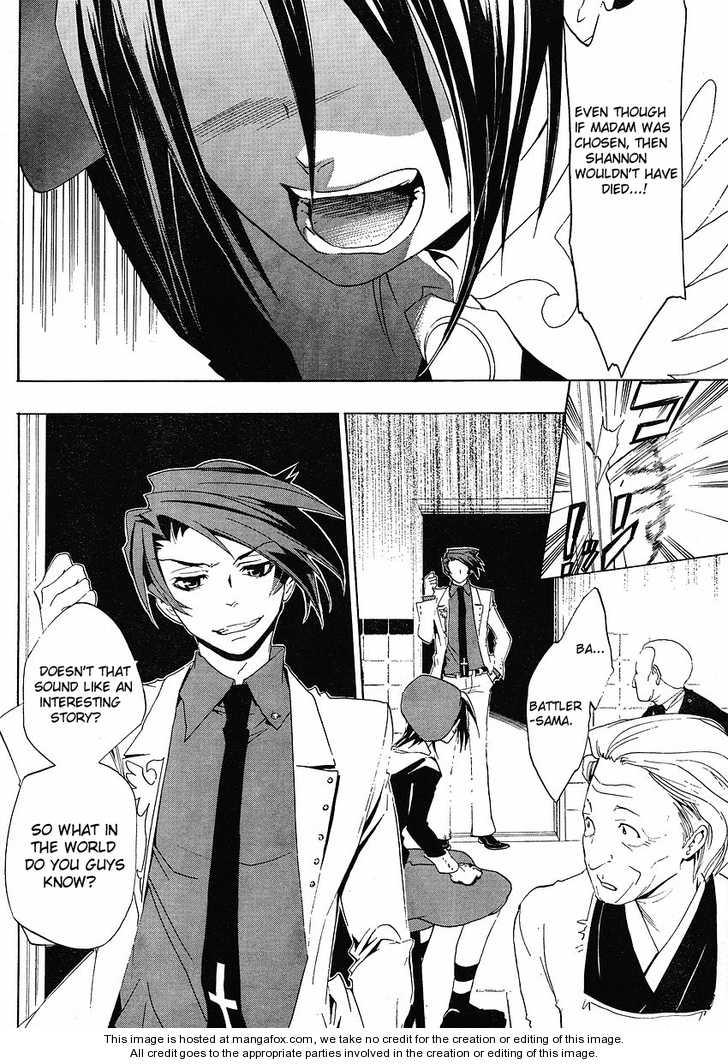 EVEN THOUGH
IF MADAM WAS
CHOSEN, THEN
SHANNON
WOULDN'T HAVE
DIED...!
BA...
BATTLER
-SAMA.
DOESN'T THAT
SOUND LIKE AN
INTERESTING
STORY?
SO WHAT IN
THE WORLD
DO YOU GUYS
KNOW?
This image is hosted at mangafox.com, we take no credit for the creation or editing of this image.
All credit goes to the appropriate parties involved in the creation or editing of this image.